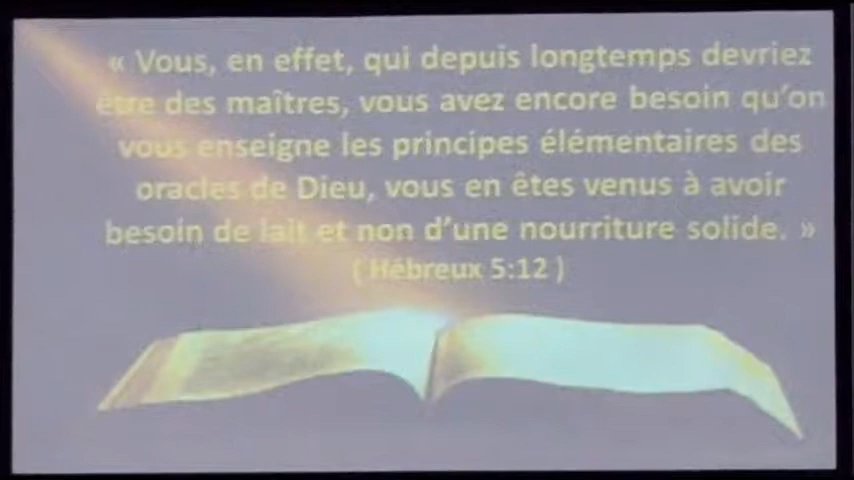 « Vous, en effet, qui depuis longtemps devriez
être des maîtres, vous avez encore besoin qu'on
vous enseigne les principes élémentaires des
oracles de Dieu, vous en êtes venus à avoir
besoin de lait et non d'une nourriture solide. »
( Hébreux 5:12 )